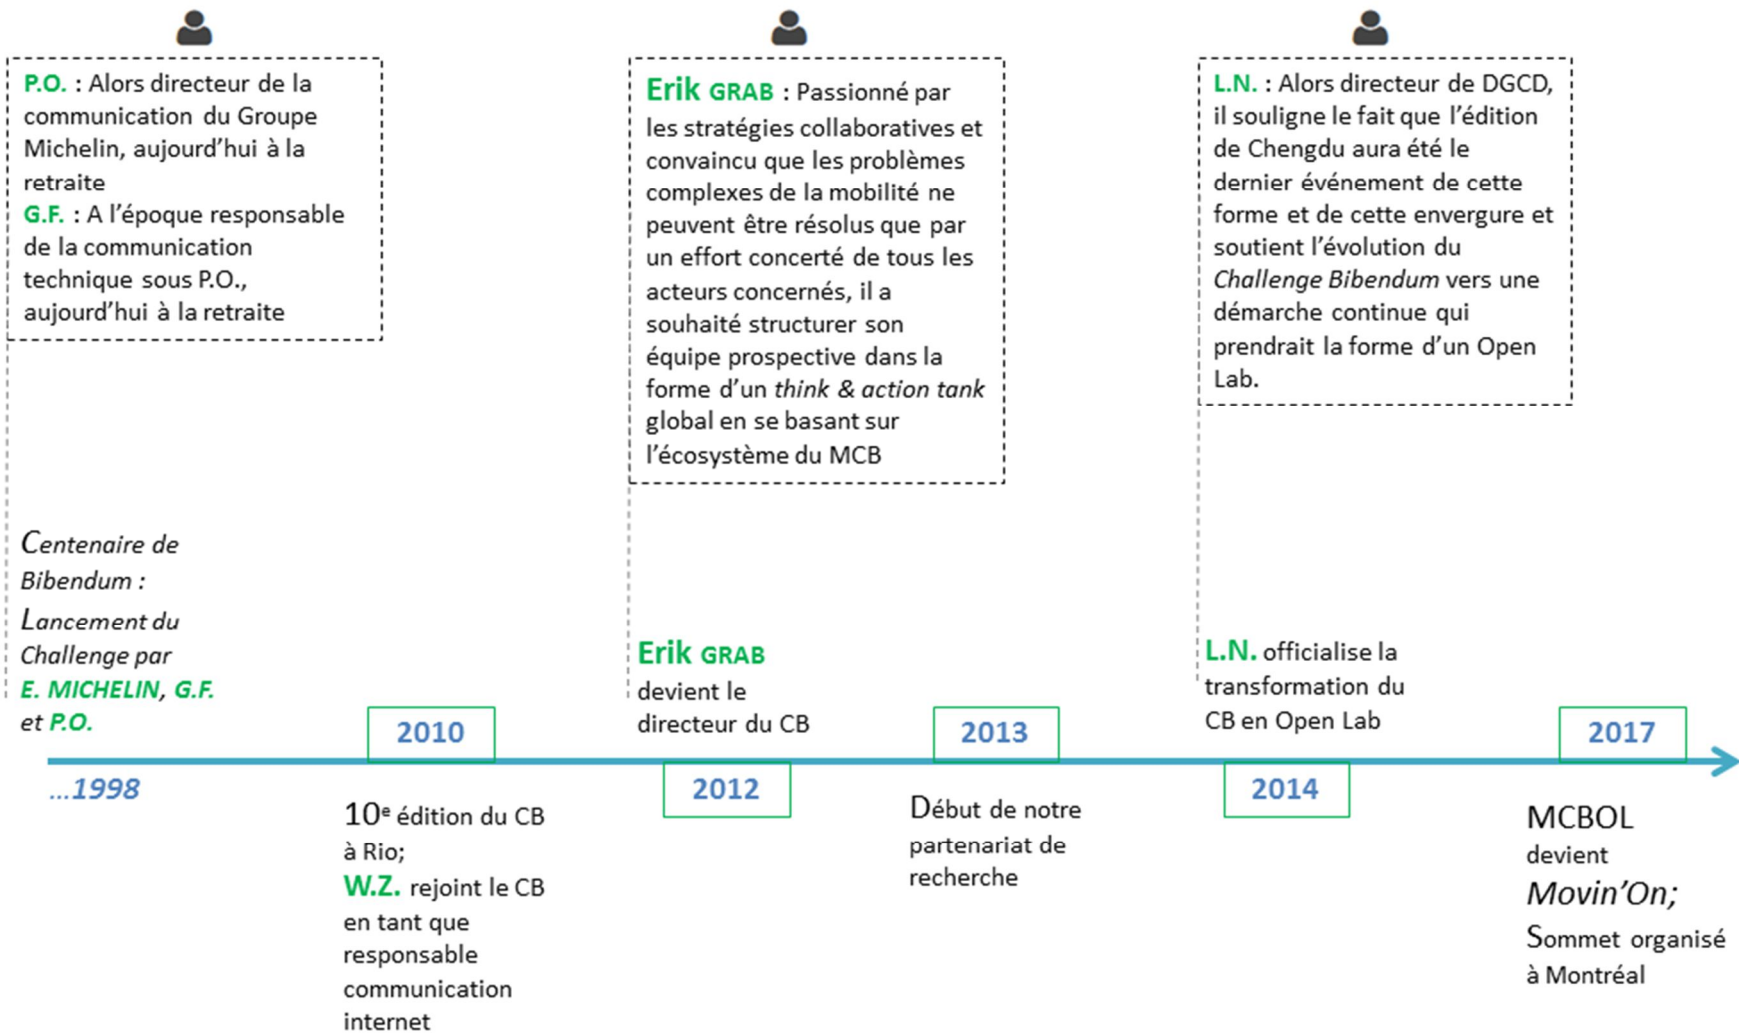 P.O. : Alors directeur de la
communication du Groupe
Michelin, aujourd’hui à la
retraite
G.F. : A l’époque responsable
de la communication
technique sous P.O.,
aujourd’hui à la retraite
Erik GRAB : Passionné par
les stratégies collaboratives et
convaincu que les problèmes
complexes de la mobilité ne
peuvent être résolus que par
un effort concerté de tous les
acteurs concernés, il a
souhaité structurer son
équipe prospective dans la
forme d’un think & action tank
global en se basant sur
l’écosystème du MCB
L.N. : Alors directeur de DGCD,
il souligne le fait que l’édition
de Chengdu aura été le
dernier événement de cette
forme et de cette envergure et
soutient l’évolution du
Challenge Bibendum vers une
démarche continue qui
prendrait la forme d’un Open
Lab.
Centenaire de
Bibendum :
Lancement du
Challenge par
E. MICHELIN, G.F.
et P.O.
...1998
2010
10e édition du CB
à Rio;
W.Z. rejoint le CB
en tant que
responsable
communication
internet
Erik GRAB
devient le
directeur du CB
2012
2013
Début de notre
partenariat de
recherche
L.N. officialise la
transformation du
CB en Open Lab
2014
2017
MCBOL
devient
Movin’On;
Sommet organisé
à Montréal